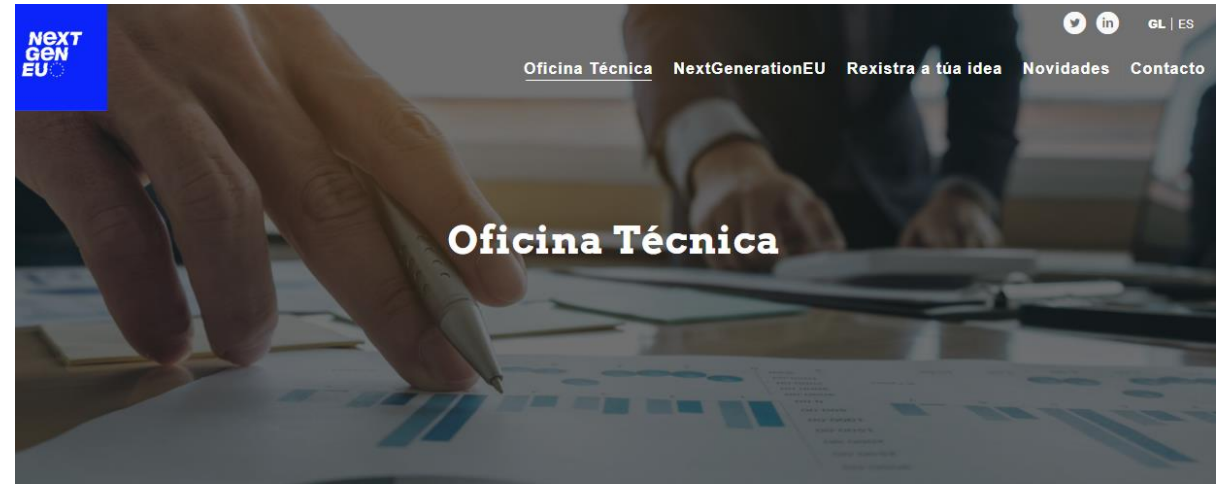 NEXT
GEN
EU
GL | ES
Oficina Técnica NextGenerationEU Rexistra a túa idea Novidades Contacto
Oficina Técnica